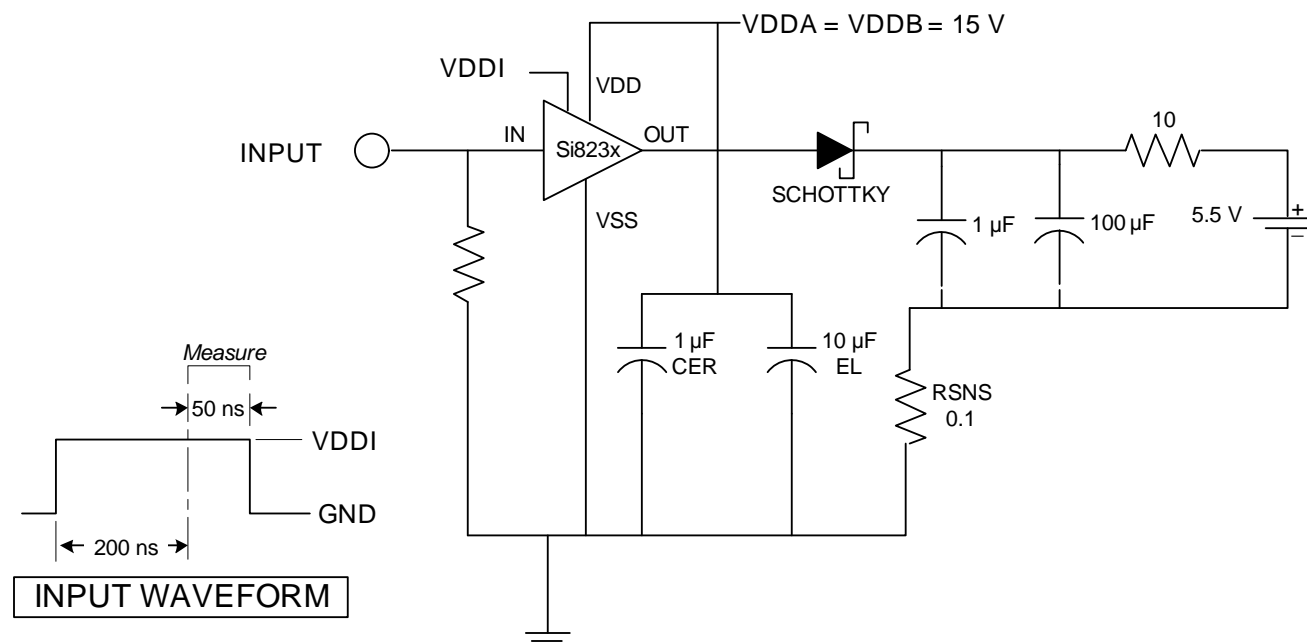 VDDA = VDDB = 15 V
VDDI
VDD
10
INPUT
IN
Si823x
OUT
SCHOTTKY
VSS
1 µF
100 µF
5.5 V
+
–
Measure
1 µF
CER
10 µF
EL
RSNS
0.1
50 ns
VDDI
GND
200 ns
INPUT WAVEFORM